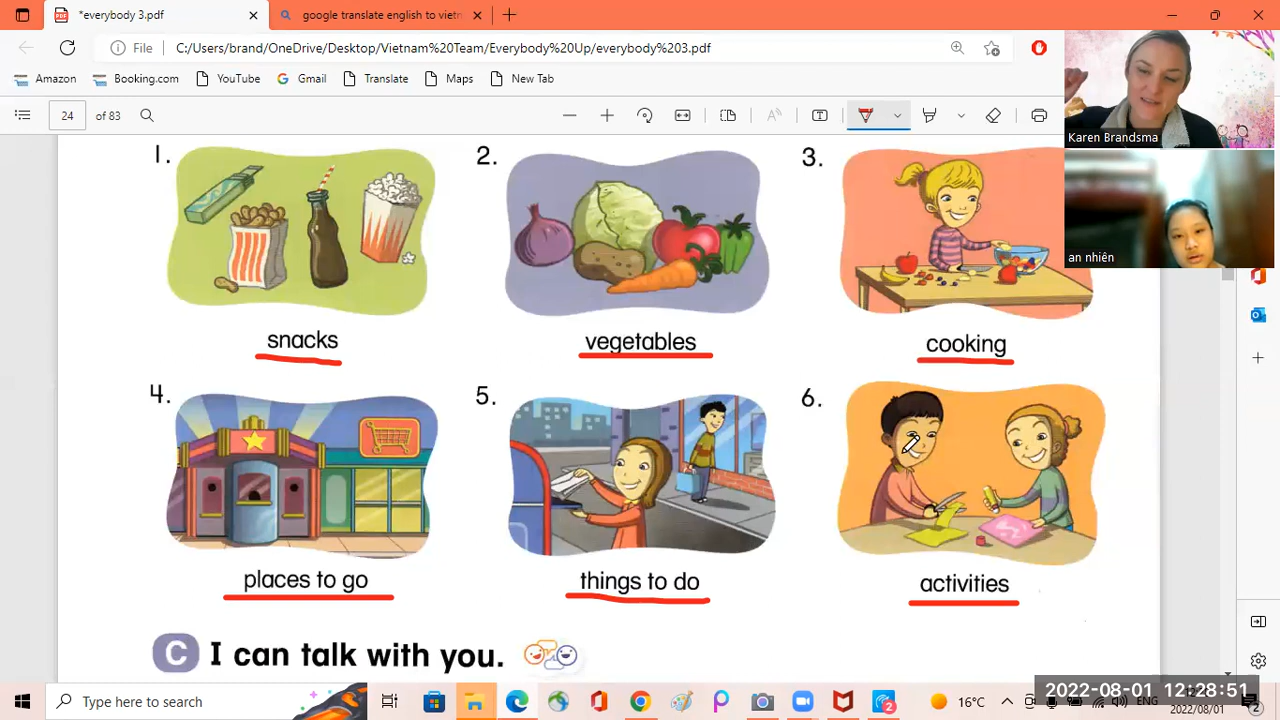 *everybody 3.pdf
google translate english to vietn
File
C:/Users/brand/OneDrive/Desktop/Vietnam%20Team/Everybody%20Up/everybody%203.pdf
Amazon
Booking.com
YouTube
Gmail
Translate
Maps
New Tab
24 of 83
Karen Brandsma
an nhiên
1.
2.
3.
snacks
vegetables
cooking
4.
5.
6.
places to go
things to do
activities
C I can talk with you.
Type here to search
2
16°C
ENG
2022-08-01 12:28:51
2022/08/01
2